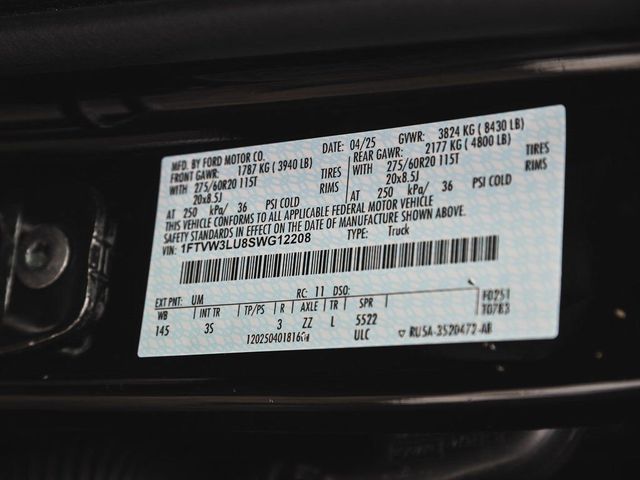 MFD. BY FORD MOTOR CO.
DATE: 04/25 GVWR: 3824 KG ( 8430 LB)
FRONT GAWR: 1787 KG ( 3940 LB) REAR GAWR: 2177 KG ( 4800 LB)
WITH 275/60R20 115T TIRES WITH 275/60R20 115T TIRES
20x8.5J RIMS 20x8.5J RIMS
AT 250 kPa/ 36 PSI COLD AT 250 kPa/ 36 PSI COLD
THIS VEHICLE CONFORMS TO ALL APPLICABLE FEDERAL MOTOR VEHICLE
SAFETY STANDARDS IN EFFECT ON THE DATE OF MANUFACTURE SHOWN ABOVE.
VIN: 1FTVW3LU8SWG12208 TYPE: Truck
EXT PNT: UM RC: 11 DSO: F0251
WB INT TR TP/PS R AXLE TR SPR T0763
145 3S 3 ZZ L 5522
ULC ▽ RU5A-3520472-AB